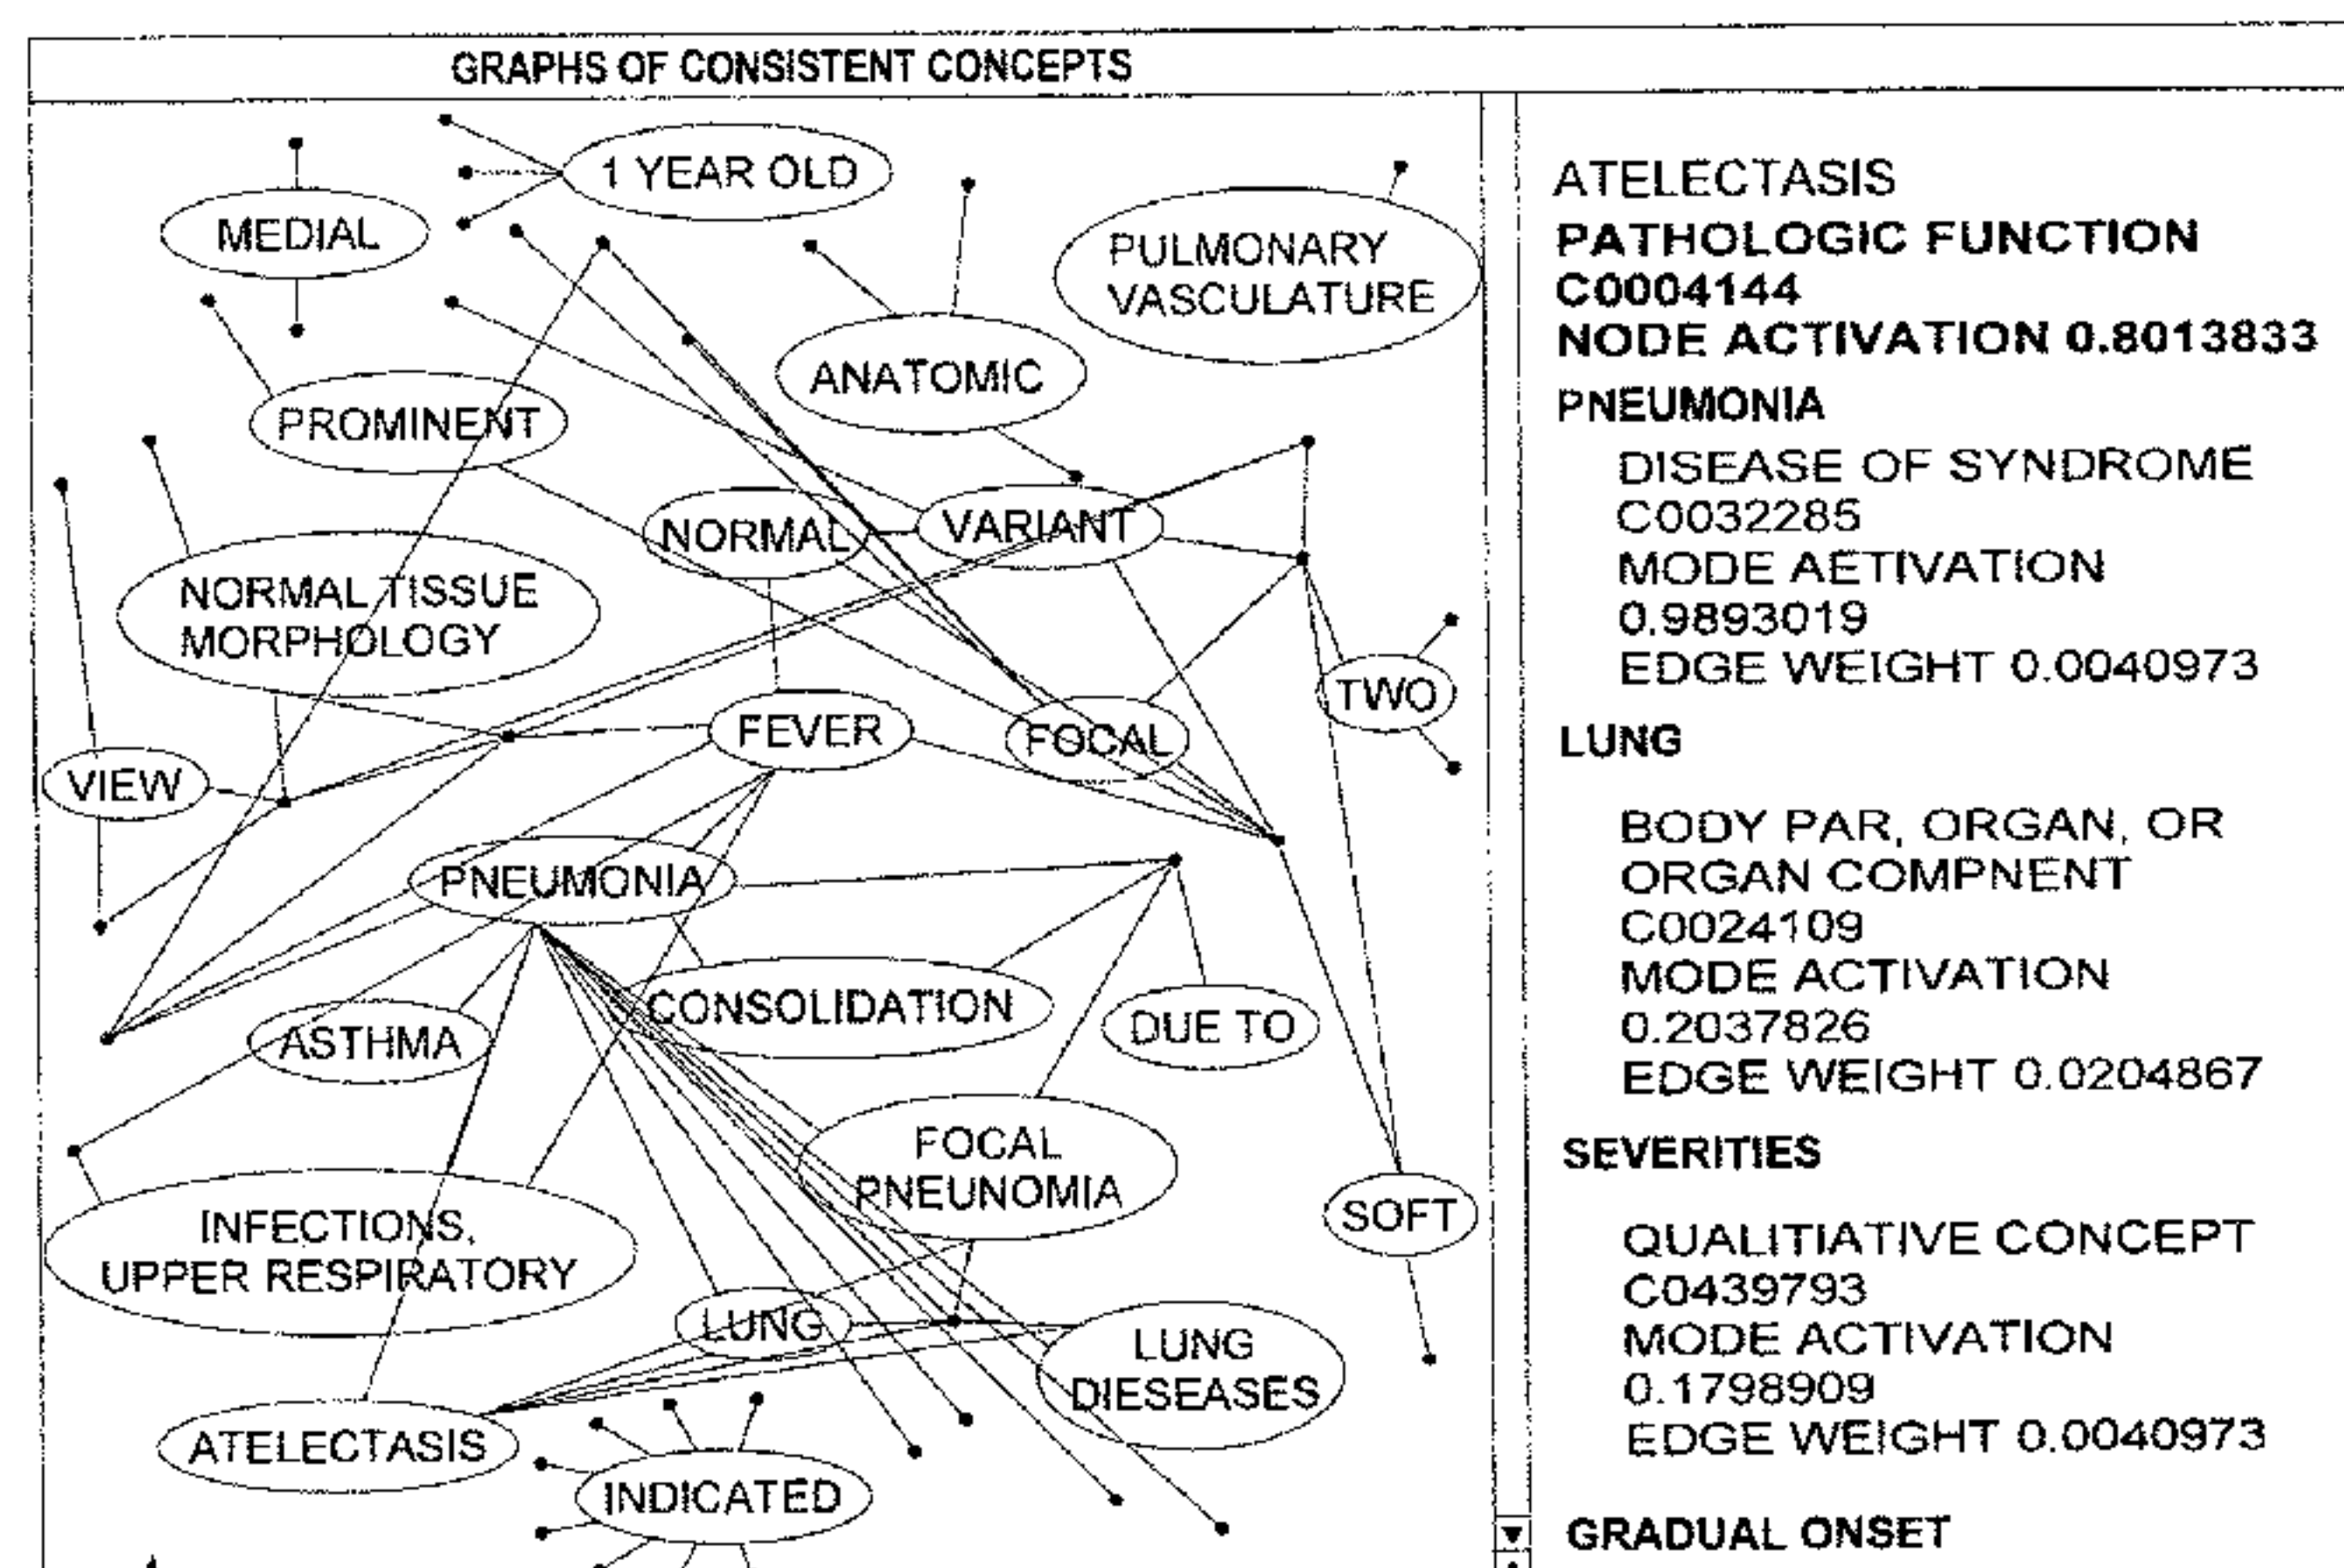 GRAPHS OF CONSISTENT CONCEPTS
1 YEAR OLD
MEDIAL
PULMONARY
VASCULATURE
ANATOMIC
PROMINENT
NORMAL
VARIANT
NORMAL TISSUE
MORPHOLOGY
TWO
FEVER
FOCAL
VIEW
PNEUMONIA
CONSOLIDATION
DUE TO
ASTHMA
FOCAL
PNEUNOMIA
SOFT
INFECTIONS,
UPPER RESPIRATORY
LUNG
LUNG
DIESEASES
ATELECTASIS
INDICATED
ATELECTASIS
PATHOLOGIC FUNCTION
C0004144
NODE ACTIVATION 0.8013833
PNEUMONIA
DISEASE OF SYNDROME
C0032285
MODE AETIVATION
0.9893019
EDGE WEIGHT 0.0040973
LUNG
BODY PAR, ORGAN, OR
ORGAN COMPNENT
C0024109
MODE ACTIVATION
0.2037826
EDGE WEIGHT 0.0204867
SEVERITIES
QUALITIATIVE CONCEPT
C0439793
MODE ACTIVATION
0.1798909
EDGE WEIGHT 0.0040973
GRADUAL ONSET